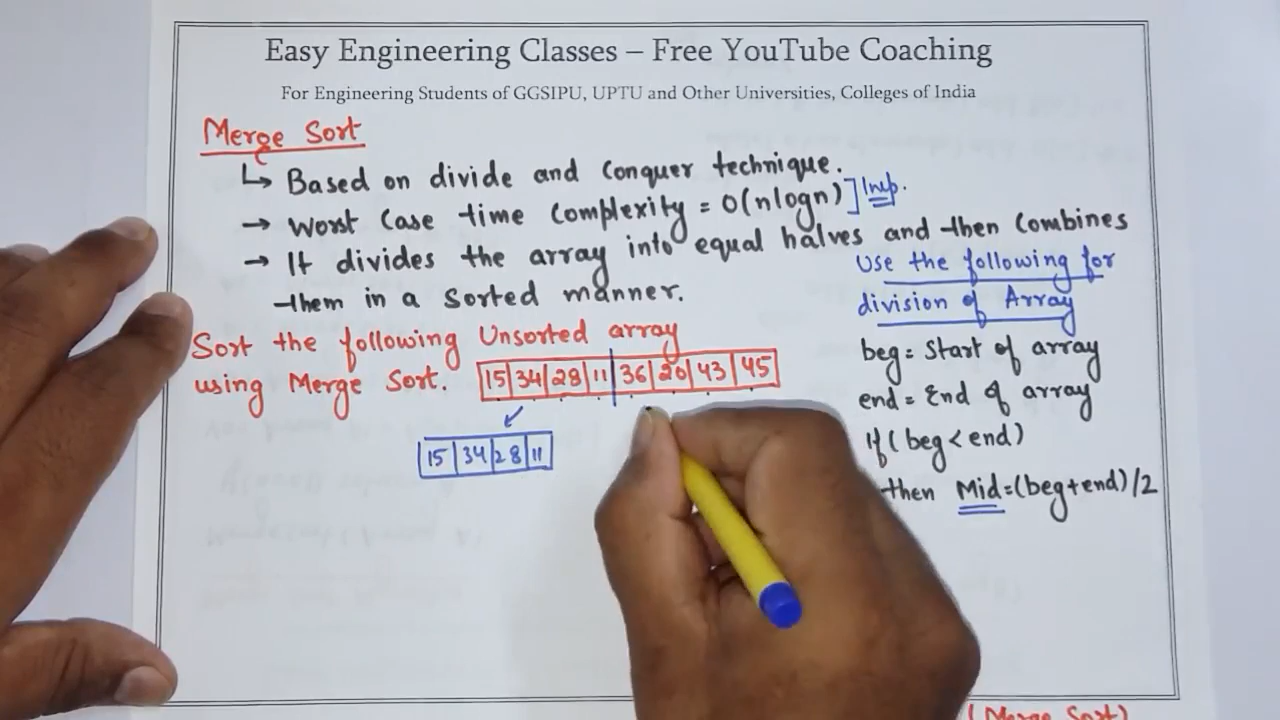 Easy Engineering Classes – Free YouTube Coaching
For Engineering Students of GGSIPU, UPTU and Other Universities, Colleges of India
Merge Sort
↳ Based on divide and Conquer technique.
→ Worst Case time Complexity = O(nlogn) ] Imp.
→ It divides the array into equal halves and then Combines
them in a Sorted manner.
Use the following for
division of Array
Sort the following Unsorted array
using Merge Sort.
15 34 28 11 36 20 43 45
15 34 28 11
beg = Start of array
end = End of array
If (beg < end)
then Mid = (beg+end)/2
(Merge Sort)